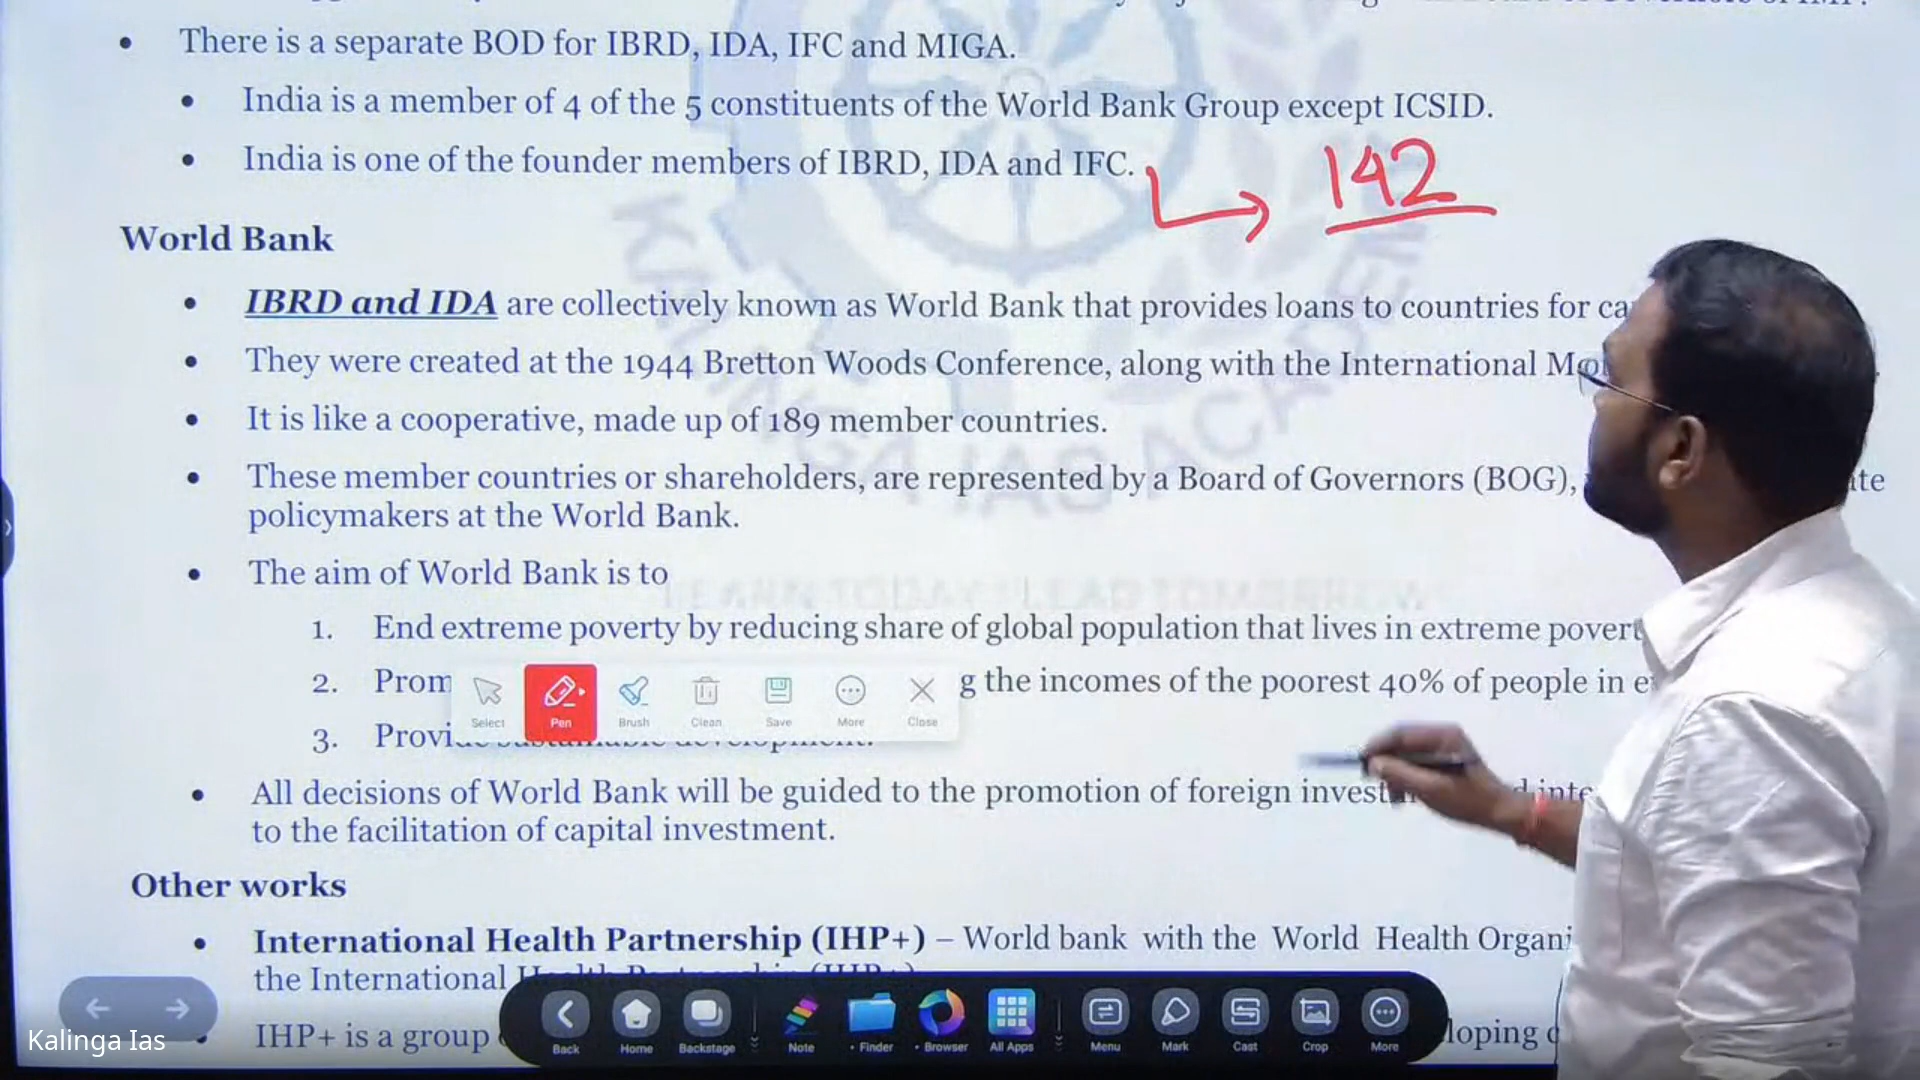 There is a separate BOD for IBRD, IDA, IFC and MIGA.
India is a member of 4 of the 5 constituents of the World Bank Group except ICSID.
India is one of the founder members of IBRD, IDA and IFC.
142
World Bank
IBRD and IDA are collectively known as World Bank that provides loans to countries for
They were created at the 1944 Bretton Woods Conference, along with the International
It is like a cooperative, made up of 189 member countries.
These member countries or shareholders, are represented by a Board of Governors (BOG),
policymakers at the World Bank.
The aim of World Bank is to
1. End extreme poverty by reducing share of global population that lives in extreme
2. the incomes of the poorest 40% of people in
3.
Select Pen Brush Clean Save More Close
All decisions of World Bank will be guided to the promotion of foreign
to the facilitation of capital investment.
Other works
International Health Partnership (IHP+) – World bank with the World Health
the International
IHP+ is a group
Kalinga Ias
Back Home Backstage Note • Finder • Browser All Apps Menu Mark Cast Crop More
KALINGA IAS ACADEMY
LEARN TODAY LEAD TOMORROW